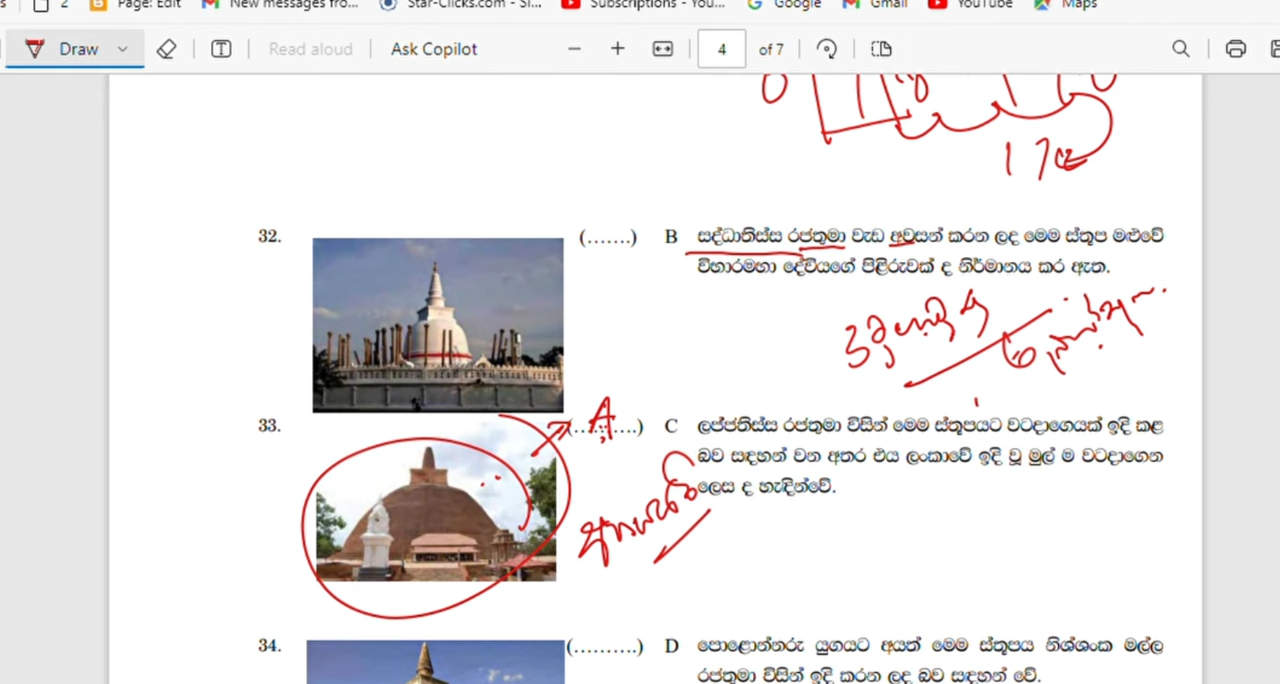 2 Page: Edit New messages fro... Star-Clicks.com - Si... Subscriptions - You... Google Gmail YouTube Maps
Draw Read aloud Ask Copilot 4 of 7
17
32. (.......) B සද්ධාතිස්ස රජතුමා වැඩ අවසන් කරන ලද මෙම ස්තූප මළුවේ
විහාරමහා දේවියගේ පිළිරුවක් ද නිර්මානය කර ඇත.
A
33. (.........) C ලජ්ජතිස්ස රජතුමා විසින් මෙම ස්තූපයට වටදාගෙයක් ඉදි කළ
බව සඳහන් වන අතර එය ලංකාවේ ඉදි වූ මුල් ම වටදාගෙන
ලෙස ද හැඳින්වේ.
34. (.........) D පොළොන්නරු යුගයට අයත් මෙම ස්තූපය නිශ්ශංක මල්ල
රජතුමා විසින් ඉදි කරන ලද බව සඳහන් වේ.